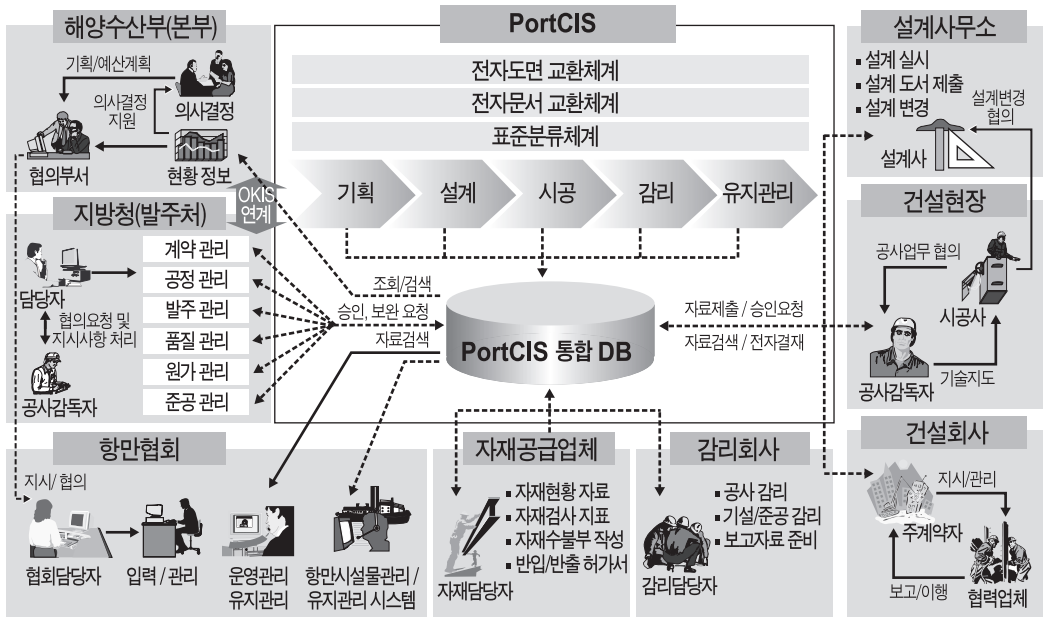 해양수산부(본부)
기획/예산계획
의사결정
지원
의사결정
협의부서
현황 정보
OKIS
연계
지방청(발주처)
담당자
협의요청 및
지시사항 처리
공사감독자
계약 관리
공정 관리
발주 관리
품질 관리
원가 관리
준공 관리
PortCIS
전자도면 교환체계
전자문서 교환체계
표준분류체계
기획
설계
시공
감리
유지관리
조회/검색
승인, 보완 요청
자료검색
PortCIS 통합 DB
자료제출 / 승인요청
자료검색 / 전자결재
설계사무소
▪ 설계 실시
▪ 설계 도서 제출
▪ 설계 변경
설계변경
협의
설계사
건설현장
공사업무 협의
시공사
공사감독자
기술지도
건설회사
지시/관리
주계약자
보고/이행
협력업체
항만협회
지시/ 협의
협회담당자
입력 / 관리
운영관리
유지관리
항만시설물관리 /
유지관리 시스템
자재공급업체
▪ 자재현황 자료
▪ 자재검사 지표
▪ 자재수불부 작성
▪ 반입/반출 허가서
자재담당자
감리회사
▪ 공사 감리
▪ 기설/준공 감리
▪ 보고자료 준비
감리담당자